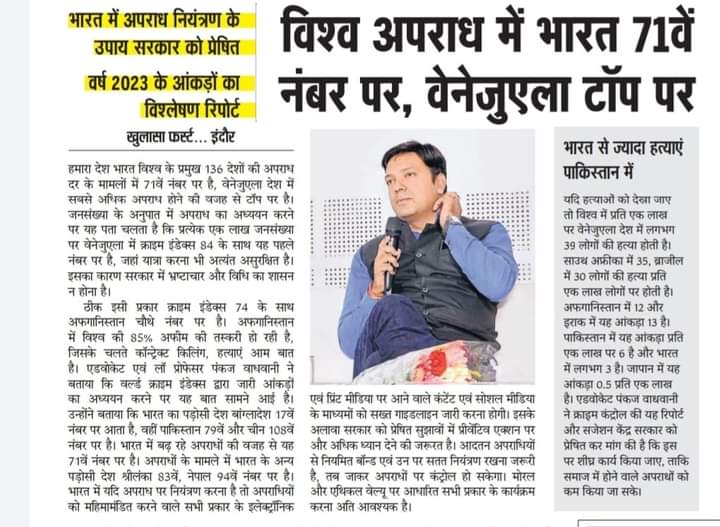 भारत में अपराध नियंत्रण के
उपाय सरकार को प्रेषित
वर्ष 2023 के आंकड़ों का
विश्लेषण रिपोर्ट
विश्व अपराध में भारत 71वें
नंबर पर, वेनेजुएला टॉप पर
खुलासा फर्स्ट... इंदौर
हमारा देश भारत विश्व के प्रमुख 136 देशों की अपराध
दर के मामलों में 71वें नंबर पर है, वेनेजुएला देश में
सबसे अधिक अपराध होने की वजह से टॉप पर है।
जनसंख्या के अनुपात में अपराध का अध्ययन करने
पर यह पता चलता है कि प्रत्येक एक लाख जनसंख्या
पर वेनेजुएला में क्राइम इंडेक्स 84 के साथ यह पहले
नंबर पर है, जहां यात्रा करना भी अत्यंत असुरक्षित है।
इसका कारण सरकार में भ्रष्टाचार और विधि का शासन
न होना है।
ठीक इसी प्रकार क्राइम इंडेक्स 74 के साथ
अफगानिस्तान चौथे नंबर पर है। अफगानिस्तान
में विश्व की 85% अफीम की तस्करी हो रही है,
जिसके चलते कॉन्ट्रेक्ट किलिंग, हत्याएं आम बात
है। एडवोकेट एवं लॉ प्रोफेसर पंकज वाधवानी ने
बताया कि वर्ल्ड क्राइम इंडेक्स द्वारा जारी आंकड़ों
का अध्ययन करने पर यह बात सामने आई है।
उन्होंने बताया कि भारत का पड़ोसी देश बांग्लादेश 17वें
नंबर पर आता है, वहीं पाकिस्तान 79वें और चीन 108वें
नंबर पर है। भारत में बढ़ रहे अपराधों की वजह से यह
71वें नंबर पर है। अपराधों के मामले में भारत के अन्य
पड़ोसी देश श्रीलंका 83वें, नेपाल 94वें नंबर पर है।
भारत में यदि अपराध पर नियंत्रण करना है तो अपराधियों
को महिमामंडित करने वाले सभी प्रकार के इलेक्ट्रॉनिक
एवं प्रिंट मीडिया पर आने वाले कंटेंट एवं सोशल मीडिया
के माध्यमों को सख्त गाइडलाइन जारी करना होगी। इसके
अलावा सरकार को प्रेषित सुझावों में प्रीवेंटिव एक्शन पर
और अधिक ध्यान देने की जरूरत है। आदतन अपराधियों
से नियमित बॉन्ड एवं उन पर सतत नियंत्रण रखना जरूरी
है, तब जाकर अपराधों पर कंट्रोल हो सकेगा। मोरल
और एथिकल वेल्यू पर आधारित सभी प्रकार के कार्यक्रम
करना अति आवश्यक है।
भारत से ज्यादा हत्याएं
पाकिस्तान में
यदि हत्याओं को देखा जाए
तो विश्व में प्रति एक लाख
पर वेनेजुएला देश में लगभग
39 लोगों की हत्या होती है।
साउथ अफ्रीका में 35, ब्राजील
में 30 लोगों की हत्या प्रति
एक लाख लोगों पर होती है।
अफगानिस्तान में 12 और
इराक में यह आंकड़ा 13 है।
पाकिस्तान में यह आंकड़ा प्रति
एक लाख पर 6 है और भारत
में लगभग 3 है। जापान में यह
आंकड़ा 0.5 प्रति एक लाख
है। एडवोकेट पंकज वाधवानी
ने क्राइम कंट्रोल की यह रिपोर्ट
और सजेशन केंद्र सरकार को
प्रेषित कर मांग की है कि इस
पर शीघ्र कार्य किया जाए, ताकि
समाज में होने वाले अपराधों को
कम किया जा सके।